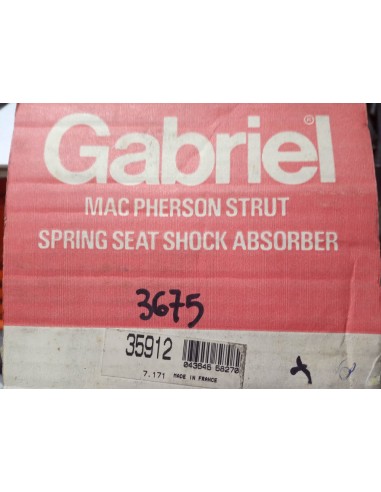 Gabriel®
MAC PHERSON STRUT
SPRING SEAT SHOCK ABSORBER
3675
35912
043846 68270
7.171 MADE IN FRANCE